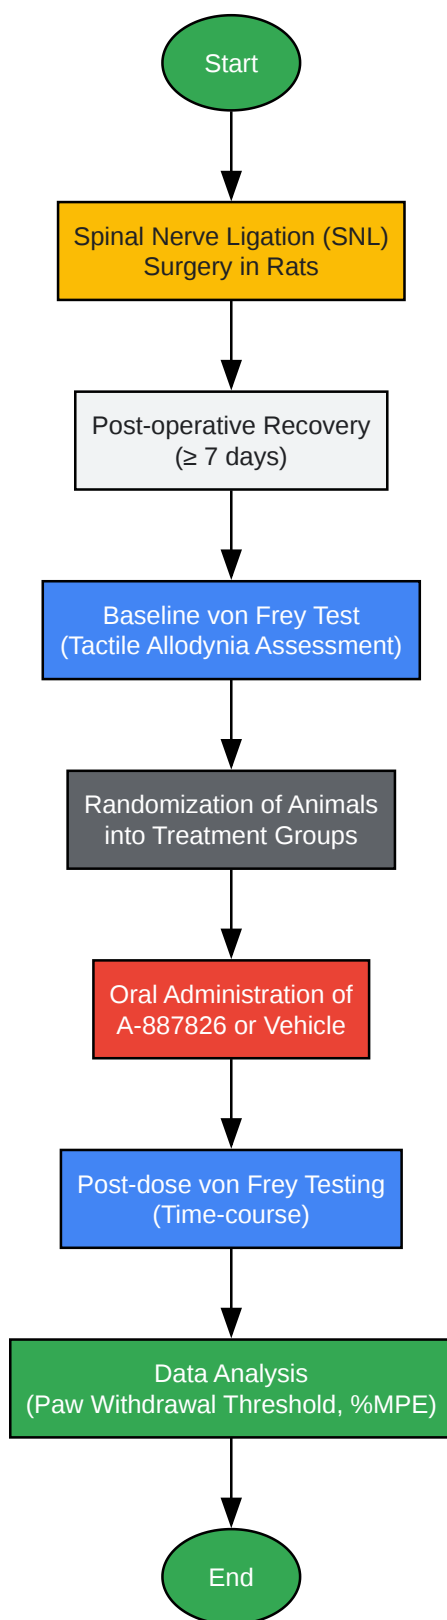 Start
Spinal Nerve Ligation (SNL)
Surgery in Rats
Post-operative Recovery
(≥ 7 days)
Baseline von Frey Test
(Tactile Allodynia Assessment)
Randomization of Animals
into Treatment Groups
Oral Administration of
A-887826 or Vehicle
Post-dose von Frey Testing
(Time-course)
Data Analysis
(Paw Withdrawal Threshold, %MPE)
End